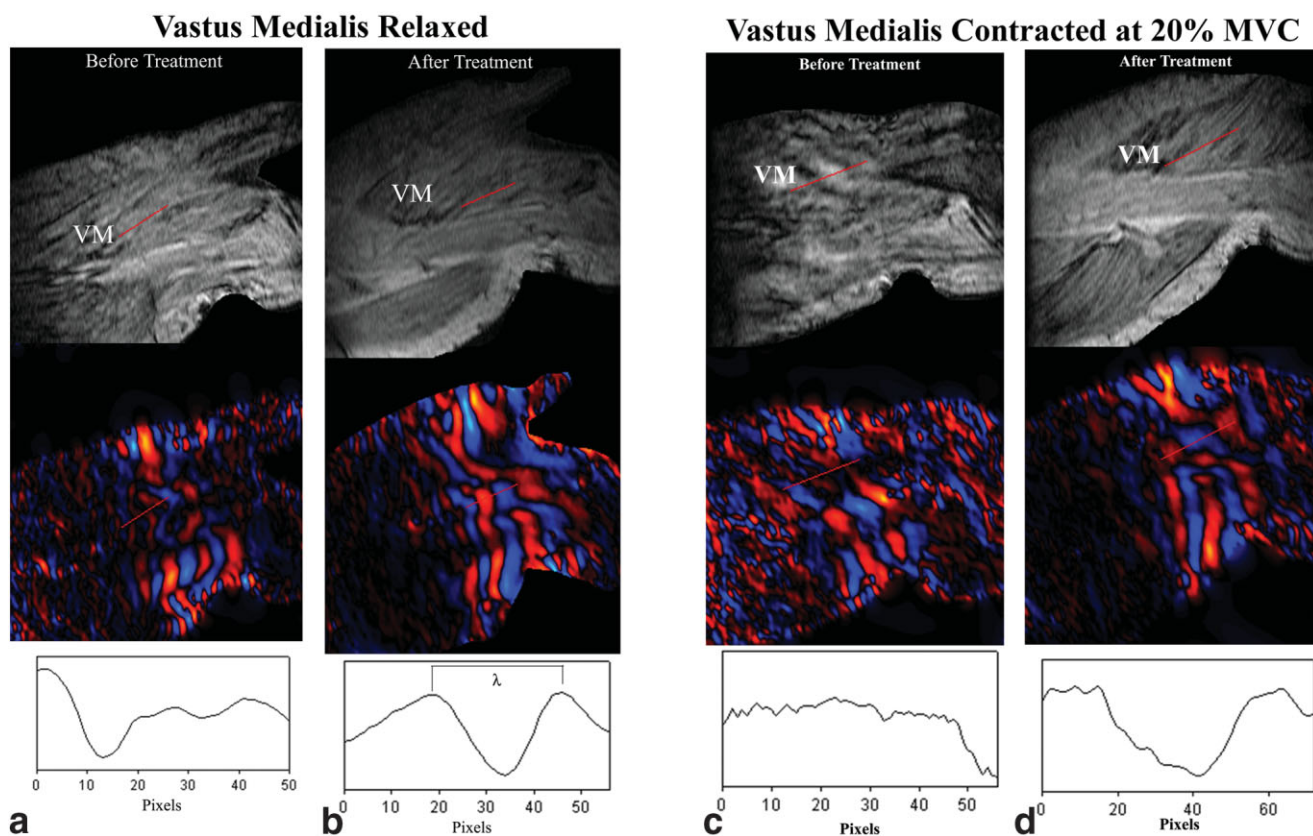 Vastus Medialis Relaxed
Vastus Medialis Contracted at 20% MVC
Before Treatment
After Treatment
Before Treatment
After Treatment
VM
VM
VM
VM
λ
0 10 20 30 40 50
0 10 20 30 40 50
0 10 20 30 40 50
0 20 40 60
Pixels
Pixels
Pixels
Pixels
a
b
c
d